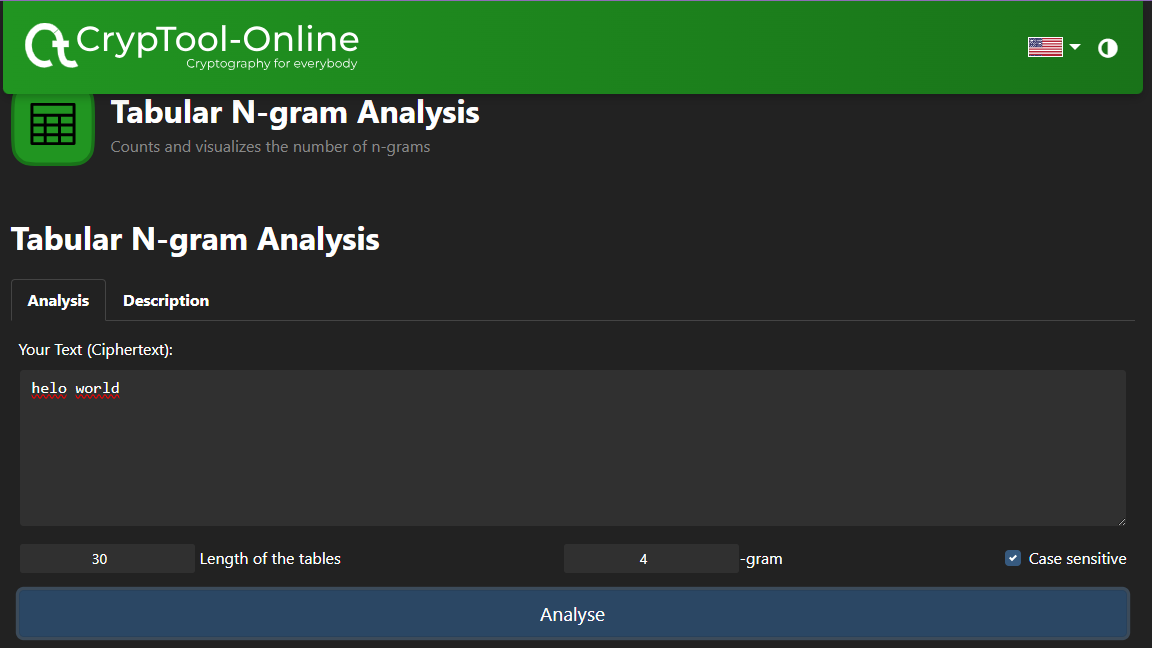 CrypTool-Online
Cryptography for everybody
Tabular N-gram Analysis
Counts and visualizes the number of n-grams
Tabular N-gram Analysis
Analysis Description
Your Text (Ciphertext):
helo world
30 Length of the tables 4 -gram Case sensitive
Analyse